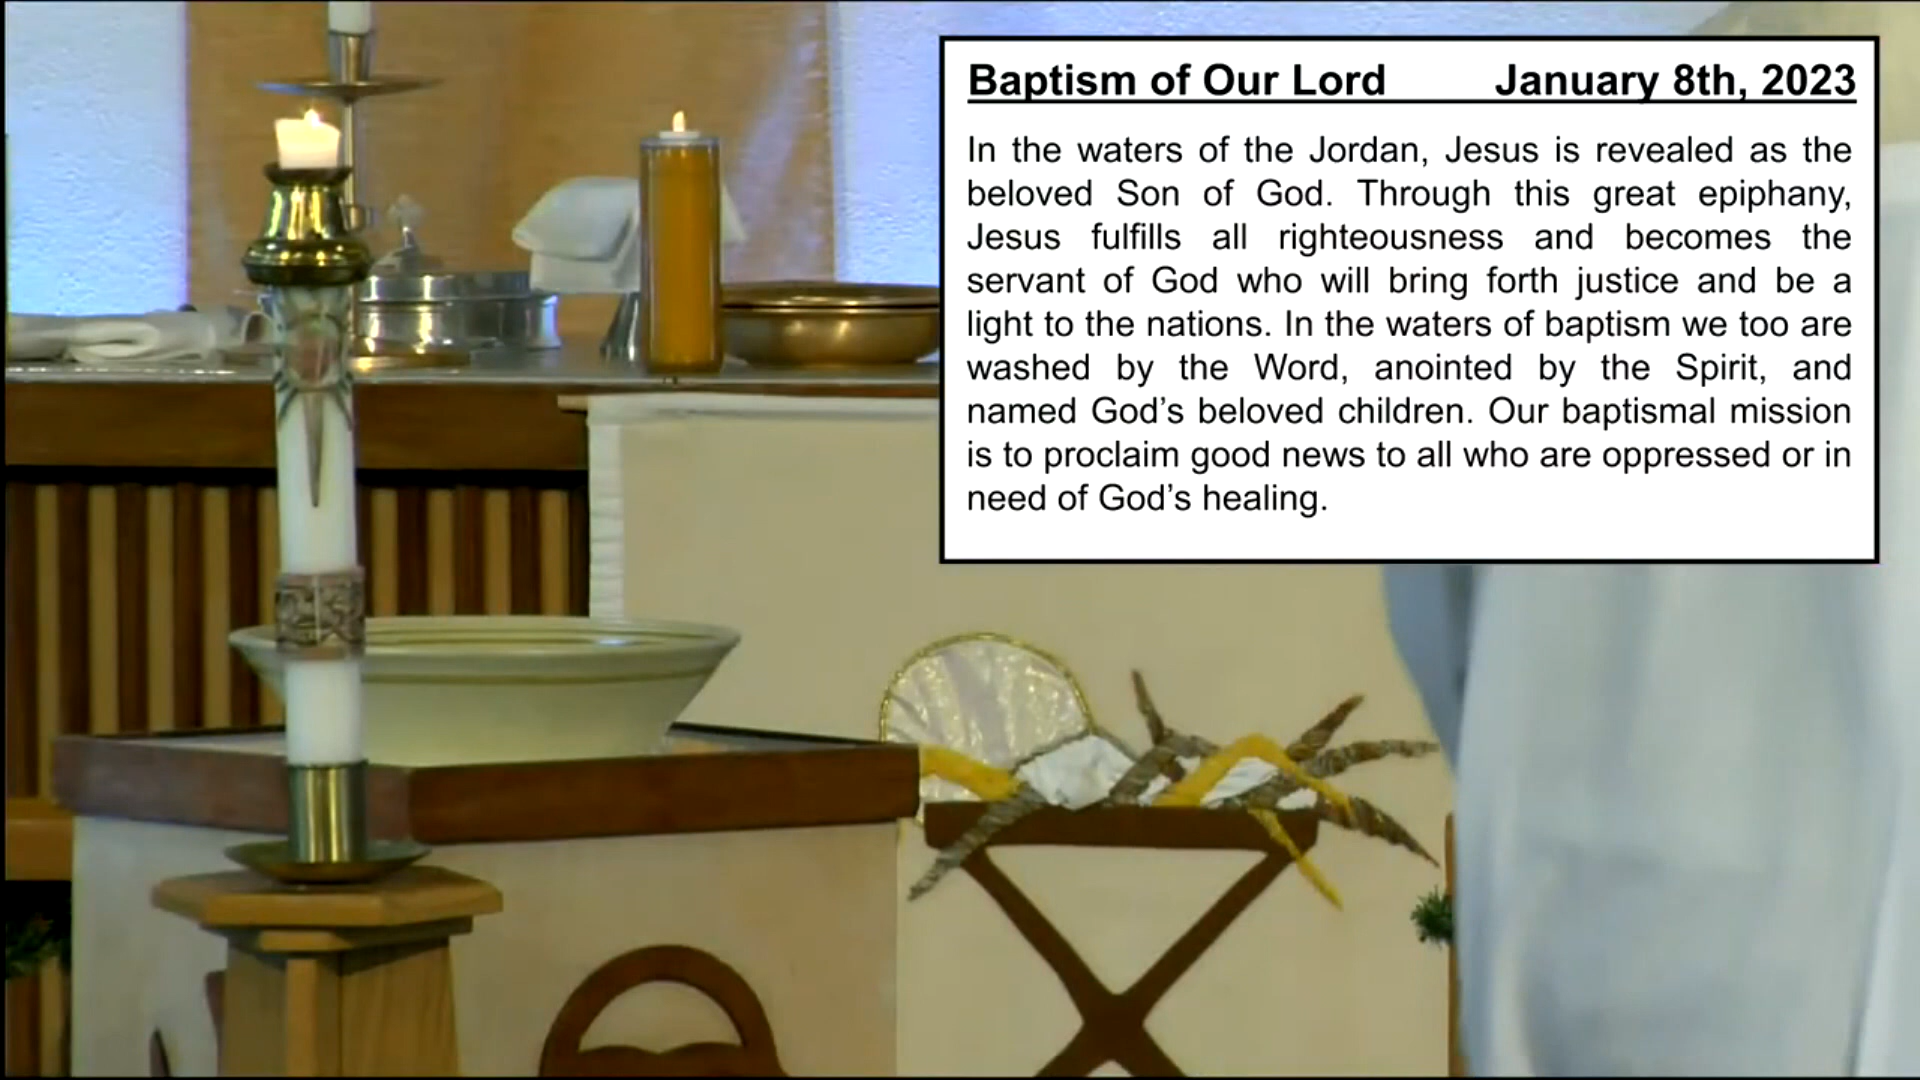 Baptism of Our Lord January 8th, 2023
In the waters of the Jordan, Jesus is revealed as the
beloved Son of God. Through this great epiphany,
Jesus fulfills all righteousness and becomes the
servant of God who will bring forth justice and be a
light to the nations. In the waters of baptism we too are
washed by the Word, anointed by the Spirit, and
named God’s beloved children. Our baptismal mission
is to proclaim good news to all who are oppressed or in
need of God’s healing.